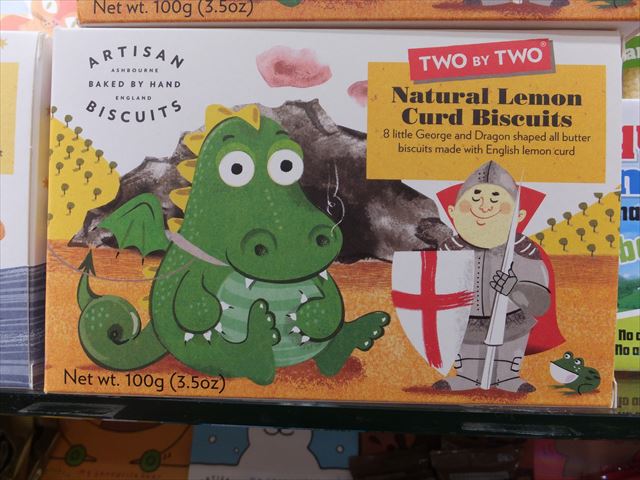 Net wt. 100g (3.5oz)
ARTISAN
ASHBOURNE
BAKED BY HAND
ENGLAND
BISCUITS
TWO BY TWO®
Natural Lemon
Curd Biscuits
8 little George and Dragon shaped all butter
biscuits made with English lemon curd
Net wt. 100g (3.5oz)